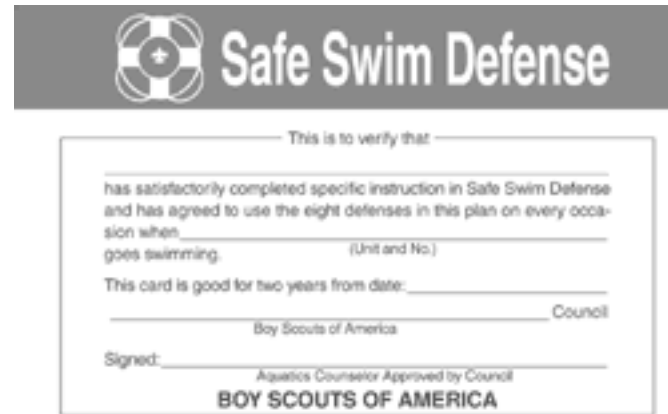 Safe Swim Defense
This is to verify that
has satisfactorily completed specific instruction in Safe Swim Defense
and has agreed to use the eight defenses in this plan on every occa-
sion when
(Unit and No.)
goes swimming.
This card is good for two years from date:
Council
Boy Scouts of America
Signed:
Aquatics Counselor Approved by Council
BOY SCOUTS OF AMERICA